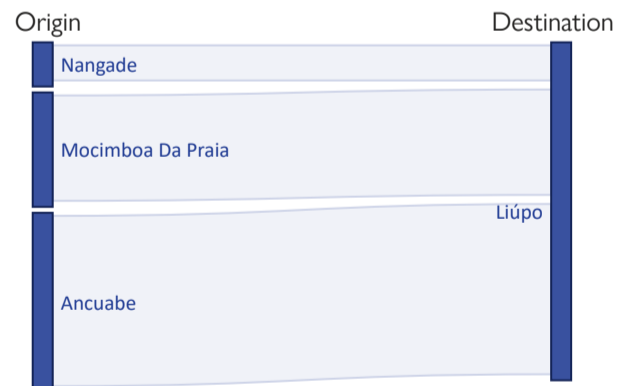 Origin
Destination
Nangade
Mocimboa Da Praia
Liúpo
Ancuabe